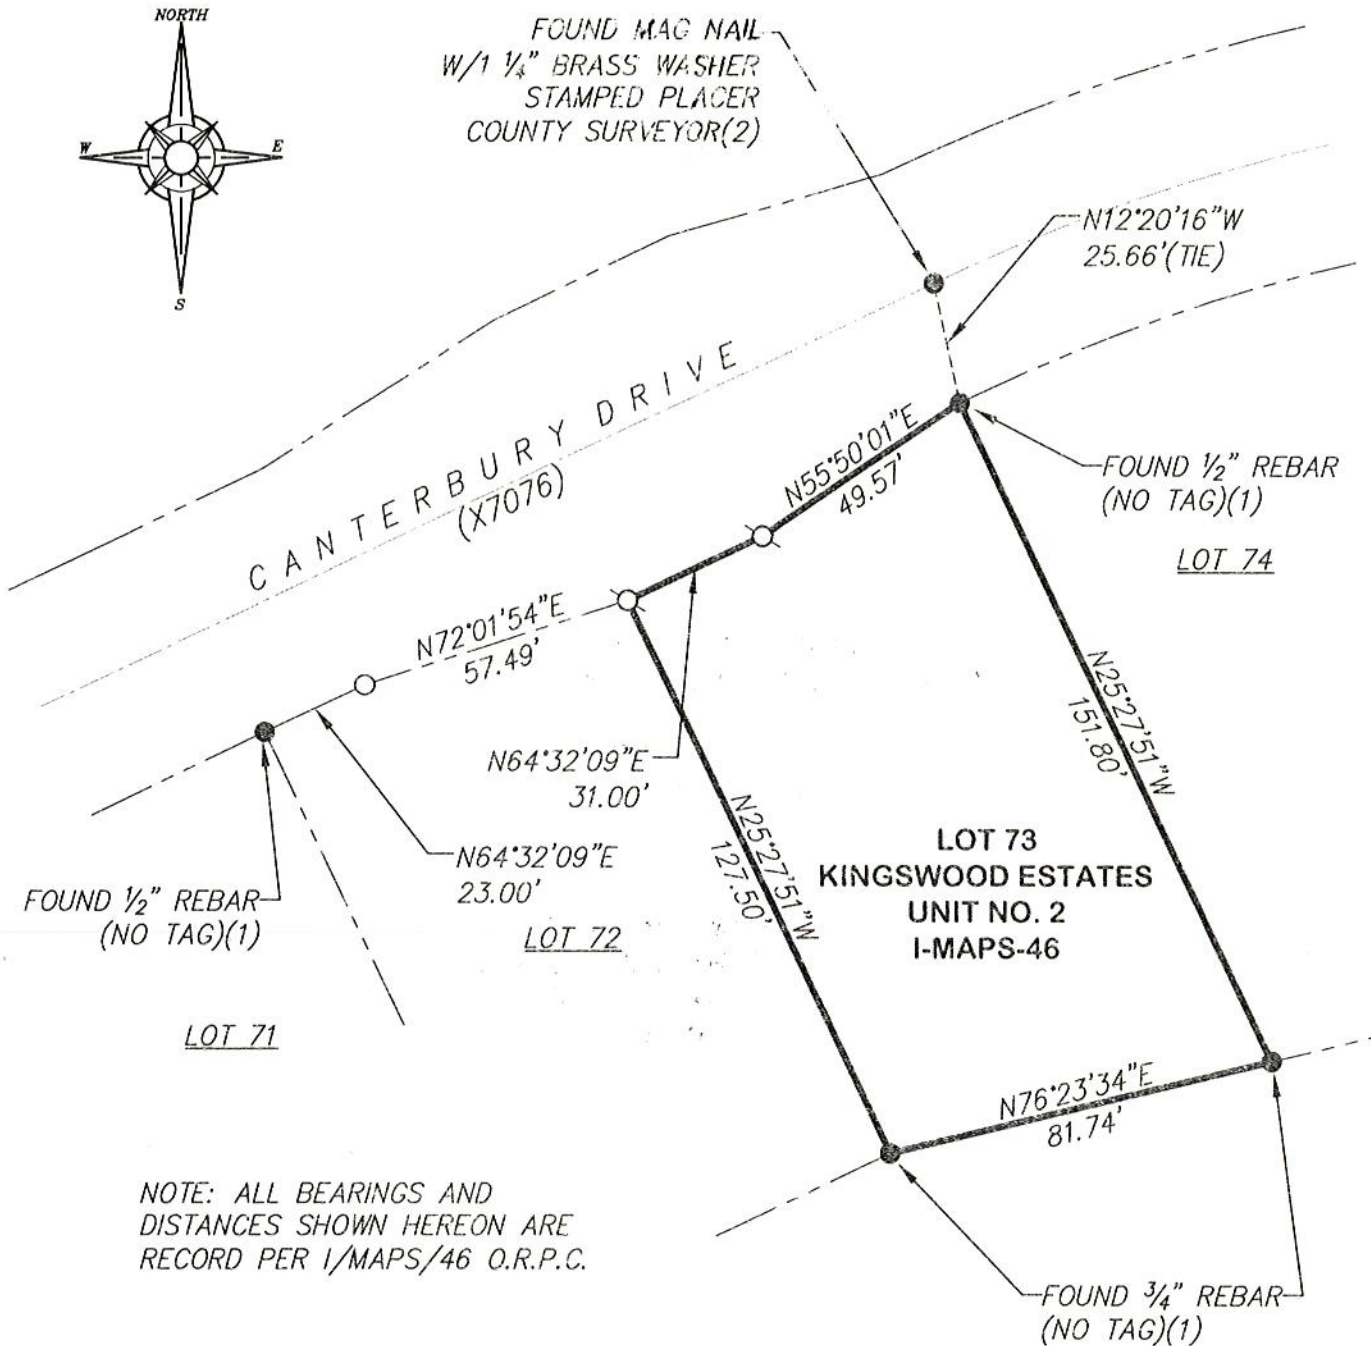 NORTH
W
E
S
FOUND MAG NAIL
W/1 ¼" BRASS WASHER
STAMPED PLACER
COUNTY SURVEYOR(2)
N12°20'16"W
25.66'(TIE)
CANTERBURY DRIVE
(X7076)
N55°50'01"E
49.57'
FOUND ½" REBAR
(NO TAG)(1)
LOT 74
N72°01'54"E
57.49'
N64°32'09"E
31.00'
N25°27'51"W
151.80'
N64°32'09"E
23.00'
N25°27'51"W
127.50'
LOT 73
KINGSWOOD ESTATES
UNIT NO. 2
I-MAPS-46
FOUND ½" REBAR
(NO TAG)(1)
LOT 72
LOT 71
N76°23'34"E
81.74'
NOTE: ALL BEARINGS AND
DISTANCES SHOWN HEREON ARE
RECORD PER I/MAPS/46 O.R.P.C.
FOUND ¾" REBAR
(NO TAG)(1)